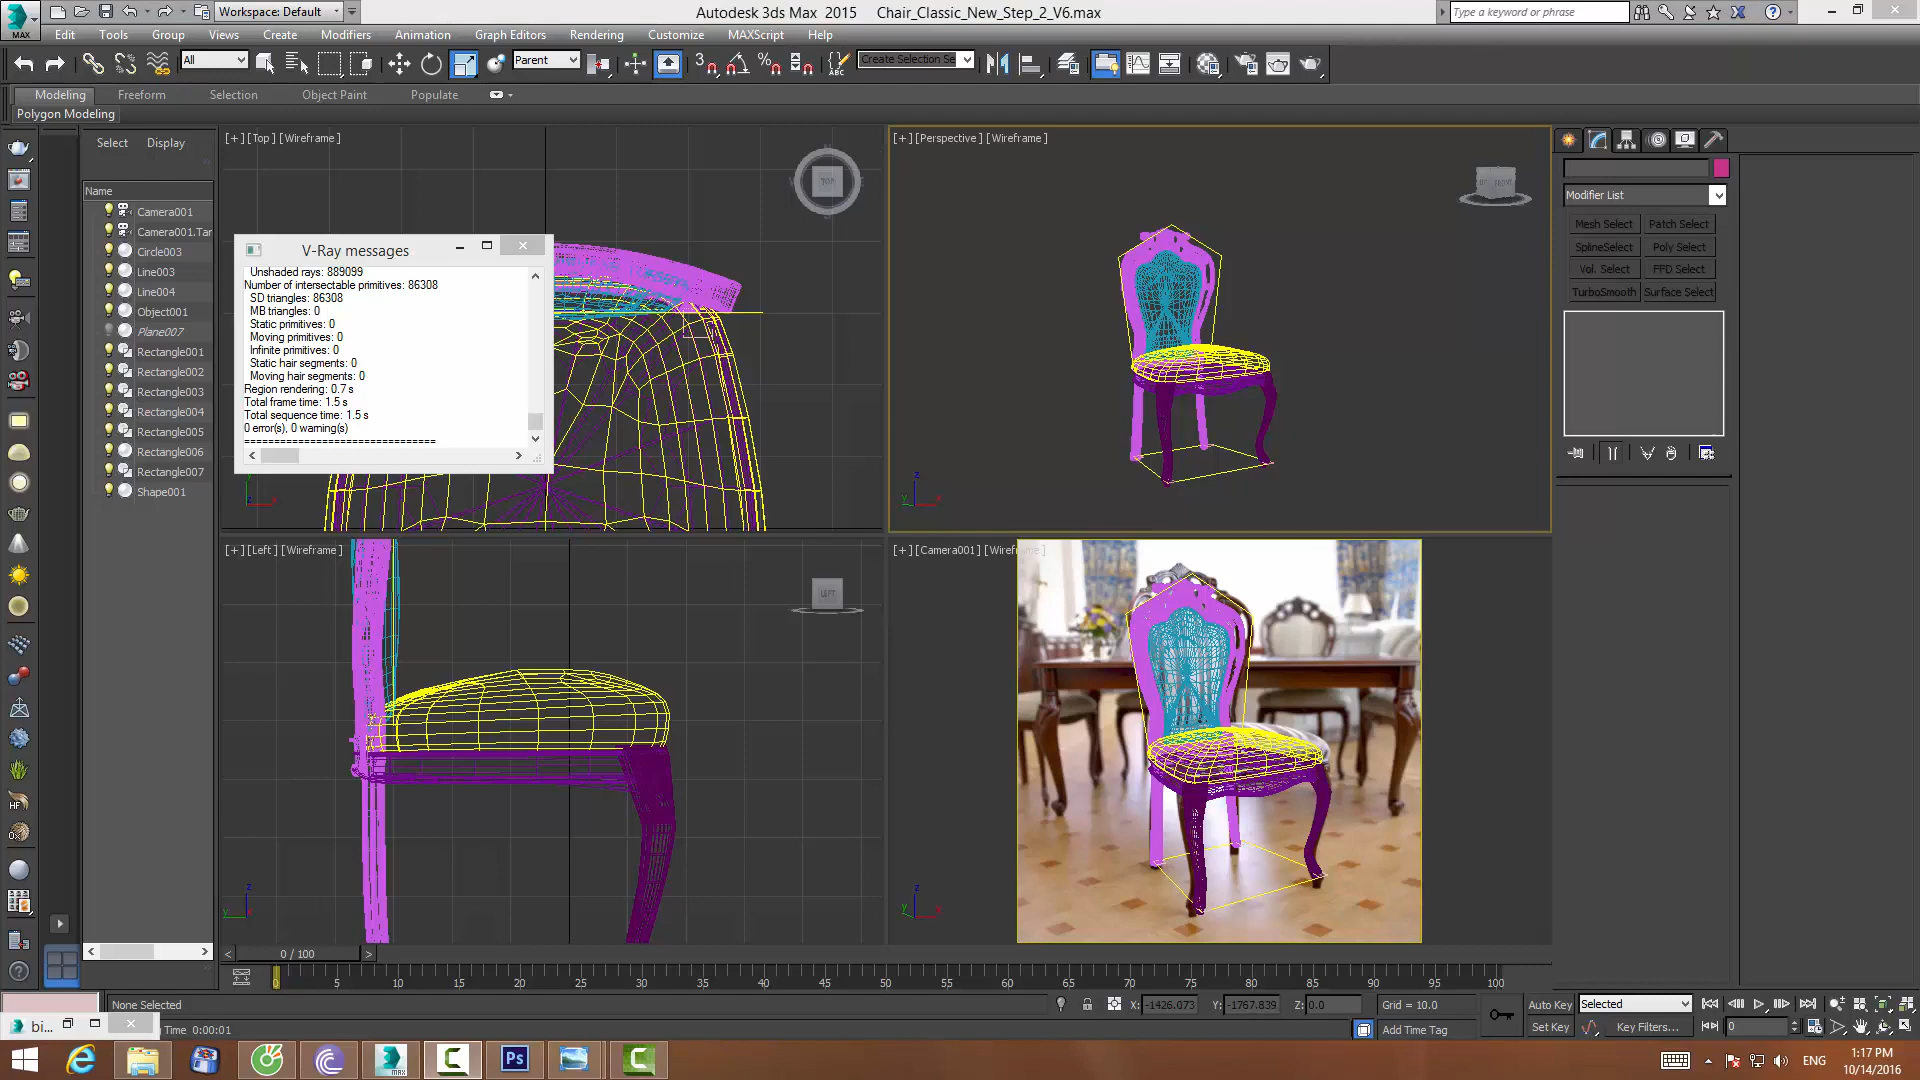 Workspace: Default
Autodesk 3ds Max 2015 Chair_Classic_New_Step_2_V6.max
Type a keyword or phrase
MAX
Edit Tools Group Views Create Modifiers Animation Graph Editors Rendering Customize MAXScript Help
All
Parent
Create Selection Se
Modeling Freeform Selection Object Paint Populate
Polygon Modeling
Select Display
Name
Camera001
Camera001.Tar
Circle003
Line003
Line004
Object001
Plane007
Rectangle001
Rectangle002
Rectangle003
Rectangle004
Rectangle005
Rectangle006
Rectangle007
Shape001
[+] [Top] [Wireframe]
TOP
V-Ray messages
Unshaded rays: 889099
Number of intersectable primitives: 86308
SD triangles: 86308
MB triangles: 0
Static primitives: 0
Moving primitives: 0
Infinite primitives: 0
Static hair segments: 0
Moving hair segments: 0
Region rendering: 0.7 s
Total frame time: 1.5 s
Total sequence time: 1.5 s
0 error(s), 0 warning(s)
================================
[+] [Perspective] [Wireframe]
FRONT
[+] [Left] [Wireframe]
LEFT
[+] [Camera001] [Wireframe]
Modifier List
Mesh Select Patch Select
SplineSelect Poly Select
Vol. Select FFD Select
TurboSmooth Surface Select
0 / 100
0 5 10 15 20 25 30 35 40 45 50 55 60 65 70 75 80 85 90 95 100
None Selected
X: -1426.073 Y: -1767.839 Z: 0.0 Grid = 10.0
Auto Key Selected
bi... Time 0:00:01
Add Time Tag
Set Key Key Filters... 0
MAX
Ps
ENG
1:17 PM
10/14/2016